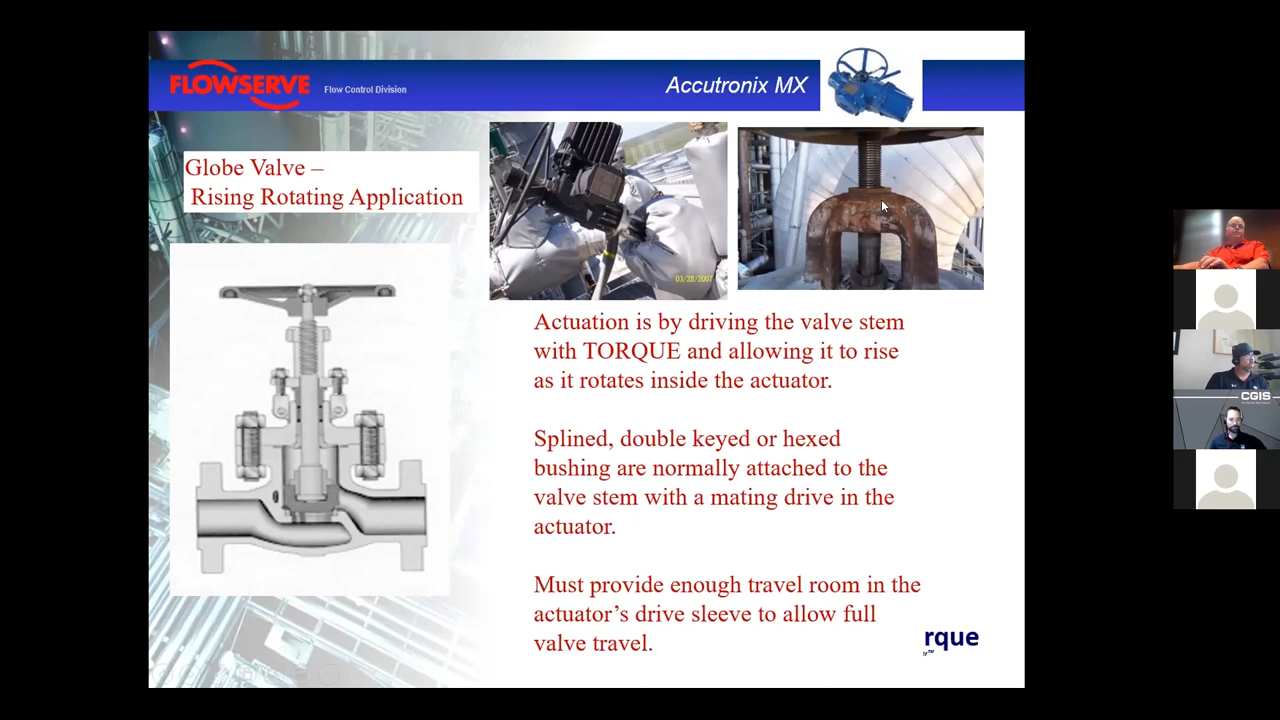 FLOWSERVE
Flow Control Division
Accutronix MX
Globe Valve –
Rising Rotating Application
03/28/2007
Actuation is by driving the valve stem
with TORQUE and allowing it to rise
as it rotates inside the actuator.
Splined, double keyed or hexed
bushing are normally attached to the
valve stem with a mating drive in the
actuator.
Must provide enough travel room in the
actuator’s drive sleeve to allow full
valve travel.
rque
CGIS